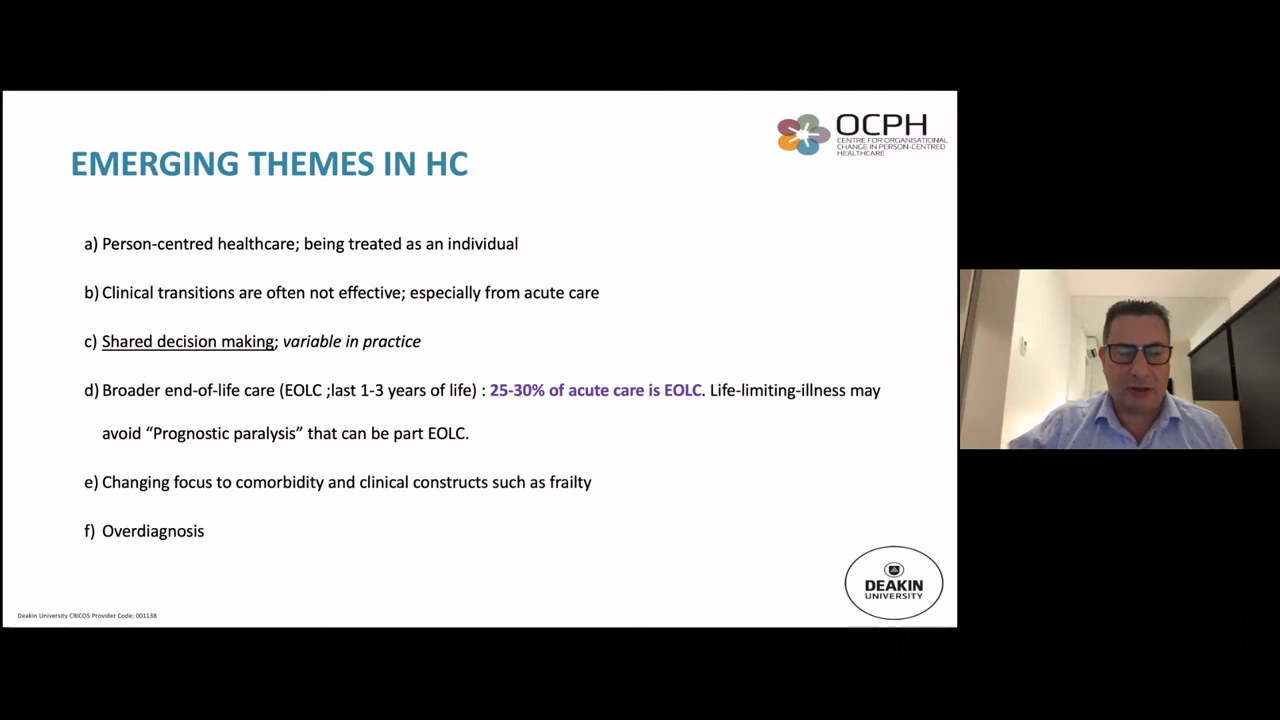 OCPH
CENTRE FOR ORGANISATIONAL
CHANGE IN PERSON-CENTRED
HEALTHCARE
EMERGING THEMES IN HC
a) Person-centred healthcare; being treated as an individual
b) Clinical transitions are often not effective; especially from acute care
c) Shared decision making; variable in practice
d) Broader end-of-life care (EOLC ;last 1-3 years of life) : 25-30% of acute care is EOLC. Life-limiting-illness may
avoid “Prognostic paralysis” that can be part EOLC.
e) Changing focus to comorbidity and clinical constructs such as frailty
f) Overdiagnosis
DEAKIN
UNIVERSITY
Deakin University CRICOS Provider Code: 00113B